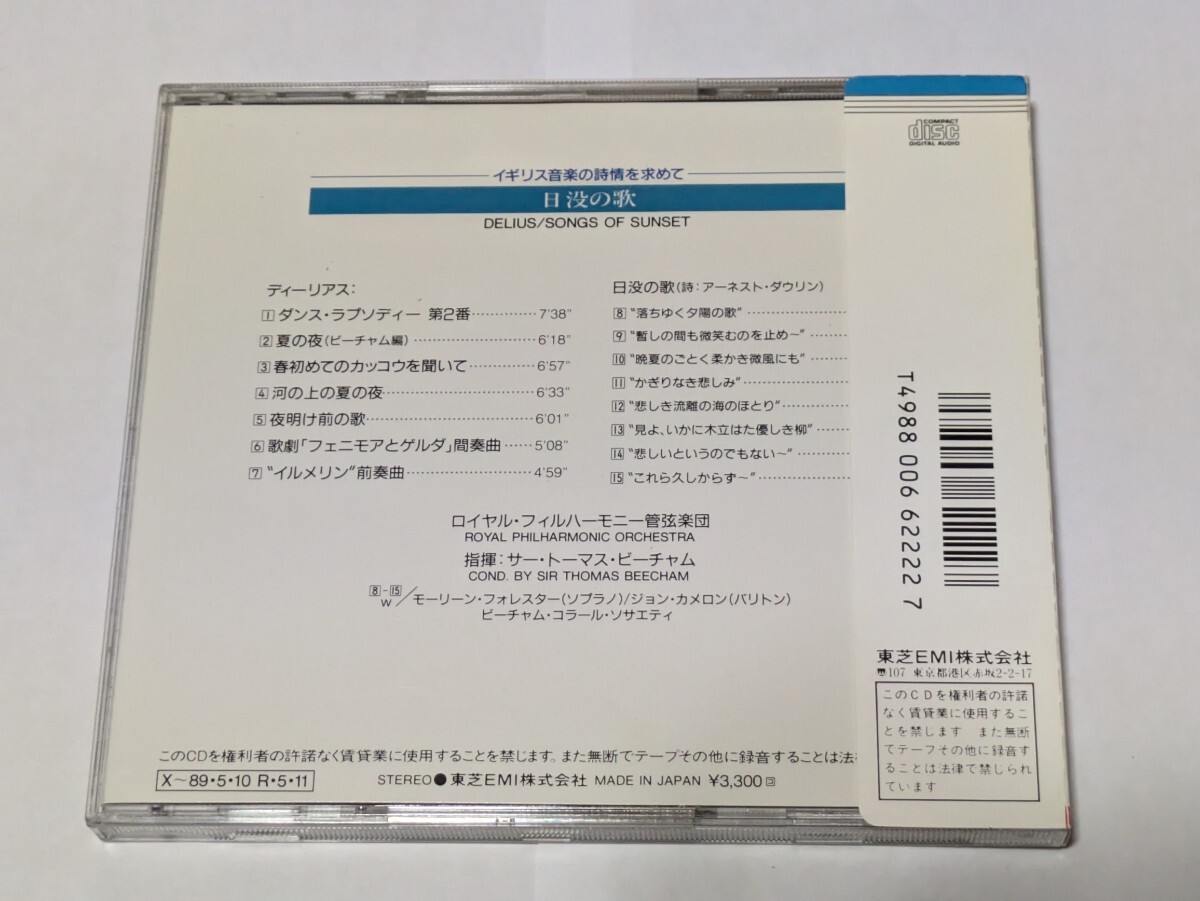 COMPACT
disc
DIGITAL AUDIO
イギリス音楽の詩情を求めて
日没の歌
DELIUS/SONGS OF SUNSET
ディーリアス:
1 ダンス・ラプソディー 第2番 7'38"
2 夏の夜(ビーチャム編) 6'18"
3 春初めてのカッコウを聞いて 6'57"
4 河の上の夏の夜 6'33"
5 夜明け前の歌 6'01"
6 歌劇「フェニモアとゲルダ」間奏曲 5'08"
7 "イルメリン"前奏曲 4'59"
日没の歌(詩:アーネスト・ダウリン)
8 "落ちゆく夕陽の歌"
9 "暫しの間も微笑むのを止め~"
10 "晩夏のごとく柔かき微風にも"
11 "かぎりなき悲しみ"
12 "悲しき流離の海のほとり"
13 "見よ、いかに木立はた優しき柳"
14 "悲しいというのでもない~"
15 "これら久しからず~"
ロイヤル・フィルハーモニー管弦楽団
ROYAL PHILHARMONIC ORCHESTRA
指揮:サー・トーマス・ビーチャム
COND. BY SIR THOMAS BEECHAM
8-15 W/モーリーン・フォレスター(ソプラノ)/ジョン・カメロン(バリトン)
ビーチャム・コラール・ソサエティ
このCDを権利者の許諾なく賃貸業に使用することを禁じます。また無断でテープその他に録音することは法
X~89・5・10 R・5・11
STEREO●東芝EMI株式会社 MADE IN JAPAN ¥3,300
T4988 006 62222 7
東芝EMI株式会社
〠107 東京都港区赤坂2-2-17
このCDを権利者の許諾
なく賃貸業に使用するこ
とを禁じます また無断
でテープその他に録音す
ることは法律で禁じられ
ています